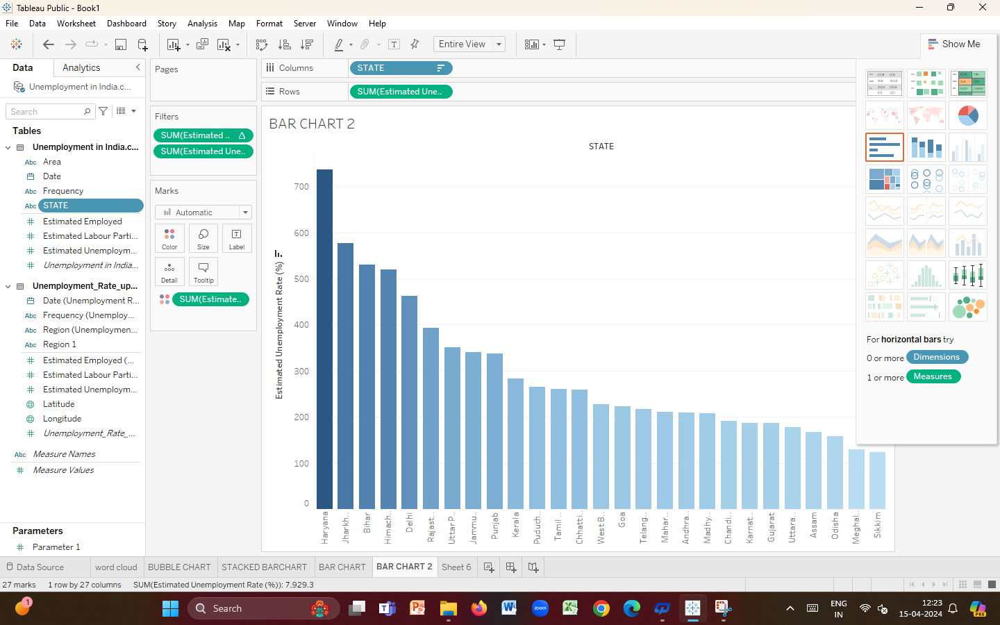 Tableau Public - Book1
File Data Worksheet Dashboard Story Analysis Map Format Server Window Help
Entire View
Show Me
Data Analytics
Unemployment in India.c...
Search
Tables
Unemployment in India.c...
Abc Area
Date
Abc Frequency
Abc STATE
Estimated Employed
Estimated Labour Parti...
Estimated Unemploym...
Unemployment in India...
Unemployment_Rate_up...
Date (Unemployment R...
Abc Frequency (Unemploy...
Abc Region (Unemploymen...
Abc Region 1
Estimated Employed (...
Estimated Labour Parti...
Estimated Unemploym...
Latitude
Longitude
Unemployment_Rate_...
Abc Measure Names
Measure Values
Parameters
Parameter 1
Pages
Filters
SUM(Estimated ..
SUM(Estimated Une..
Marks
Automatic
Color Size Label
Detail Tooltip
SUM(Estimate..
Columns STATE
Rows SUM(Estimated Une..
BAR CHART 2
STATE
Estimated Unemployment Rate (%)
700
600
500
400
300
200
100
0
Haryana
Jharkh..
Bihar
Himach..
Delhi
Rajast..
Uttar P..
Jammu..
Punjab
Kerala
Puduch..
Tamil ..
Chhatti..
West B..
Goa
Telang..
Mahar..
Andhra..
Madhy..
Chandi..
Karnat..
Gujarat
Uttara..
Assam
Odisha
Meghal..
Sikkim
For horizontal bars try
0 or more Dimensions
1 or more Measures
Data Source word cloud BUBBLE CHART STACKED BARCHART BAR CHART BAR CHART 2 Sheet 6
27 marks 1 row by 27 columns SUM(Estimated Unemployment Rate (%)): 7,929.3
1
Search
zoom
ENG
IN
12:23
15-04-2024
PRE